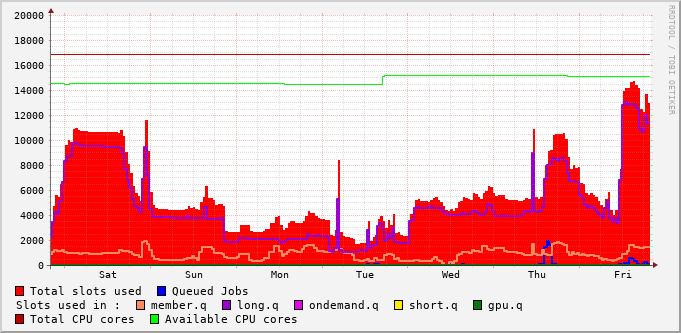 20000
18000
16000
14000
12000
10000
8000
6000
4000
2000
0
Sat Sun Mon Tue Wed Thu Fri
RRDTOOL / TOBI OETIKER
Total slots used Queued Jobs
Slots used in : member.q long.q ondemand.q short.q gpu.q
Total CPU cores Available CPU cores